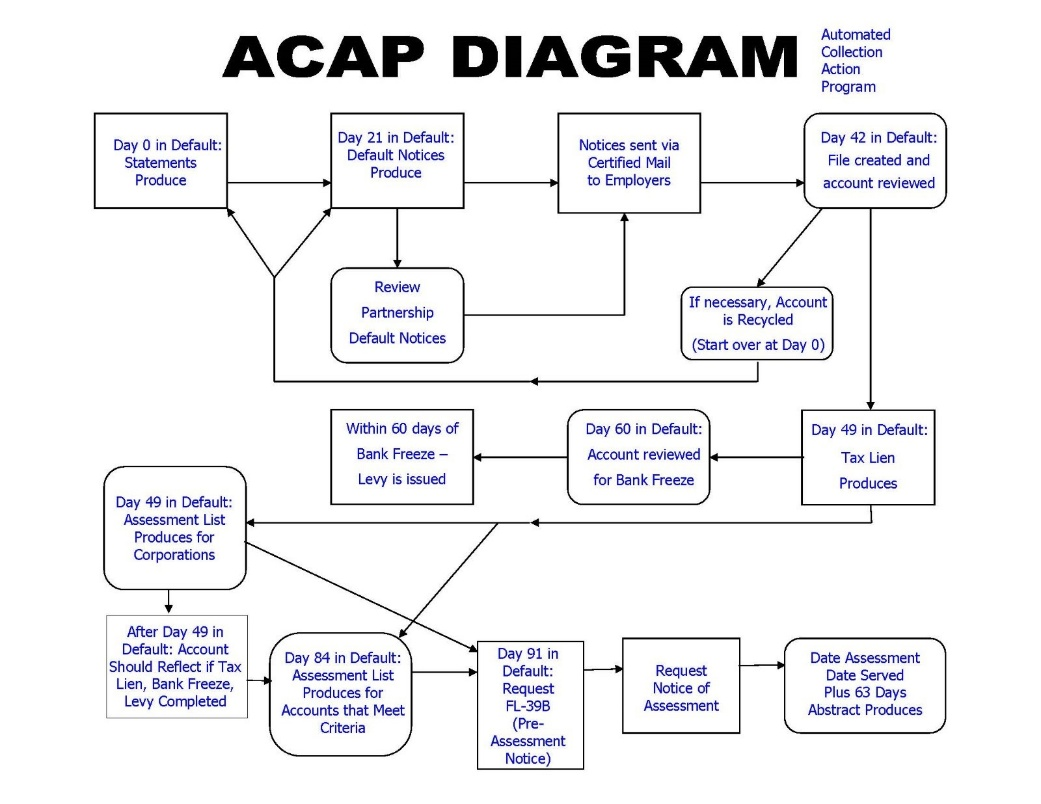 ACAP DIAGRAM
Automated
Collection
Action
Program
Day 0 in Default:
Statements
Produce
Day 21 in Default:
Default Notices
Produce
Notices sent via
Certified Mail
to Employers
Day 42 in Default:
File created and
account reviewed
Review
Partnership
Default Notices
If necessary, Account
is Recycled
(Start over at Day 0)
Within 60 days of
Bank Freeze –
Levy is issued
Day 60 in Default:
Account reviewed
for Bank Freeze
Day 49 in Default:
Tax Lien
Produces
Day 49 in Default:
Assessment List
Produces for
Corporations
After Day 49 in
Default: Account
Should Reflect if Tax
Lien, Bank Freeze,
Levy Completed
Day 84 in Default:
Assessment List
Produces for
Accounts that Meet
Criteria
Day 91 in
Default:
Request
FL-39B
(Pre-
Assessment
Notice)
Request
Notice of
Assessment
Date Assessment
Date Served
Plus 63 Days
Abstract Produces